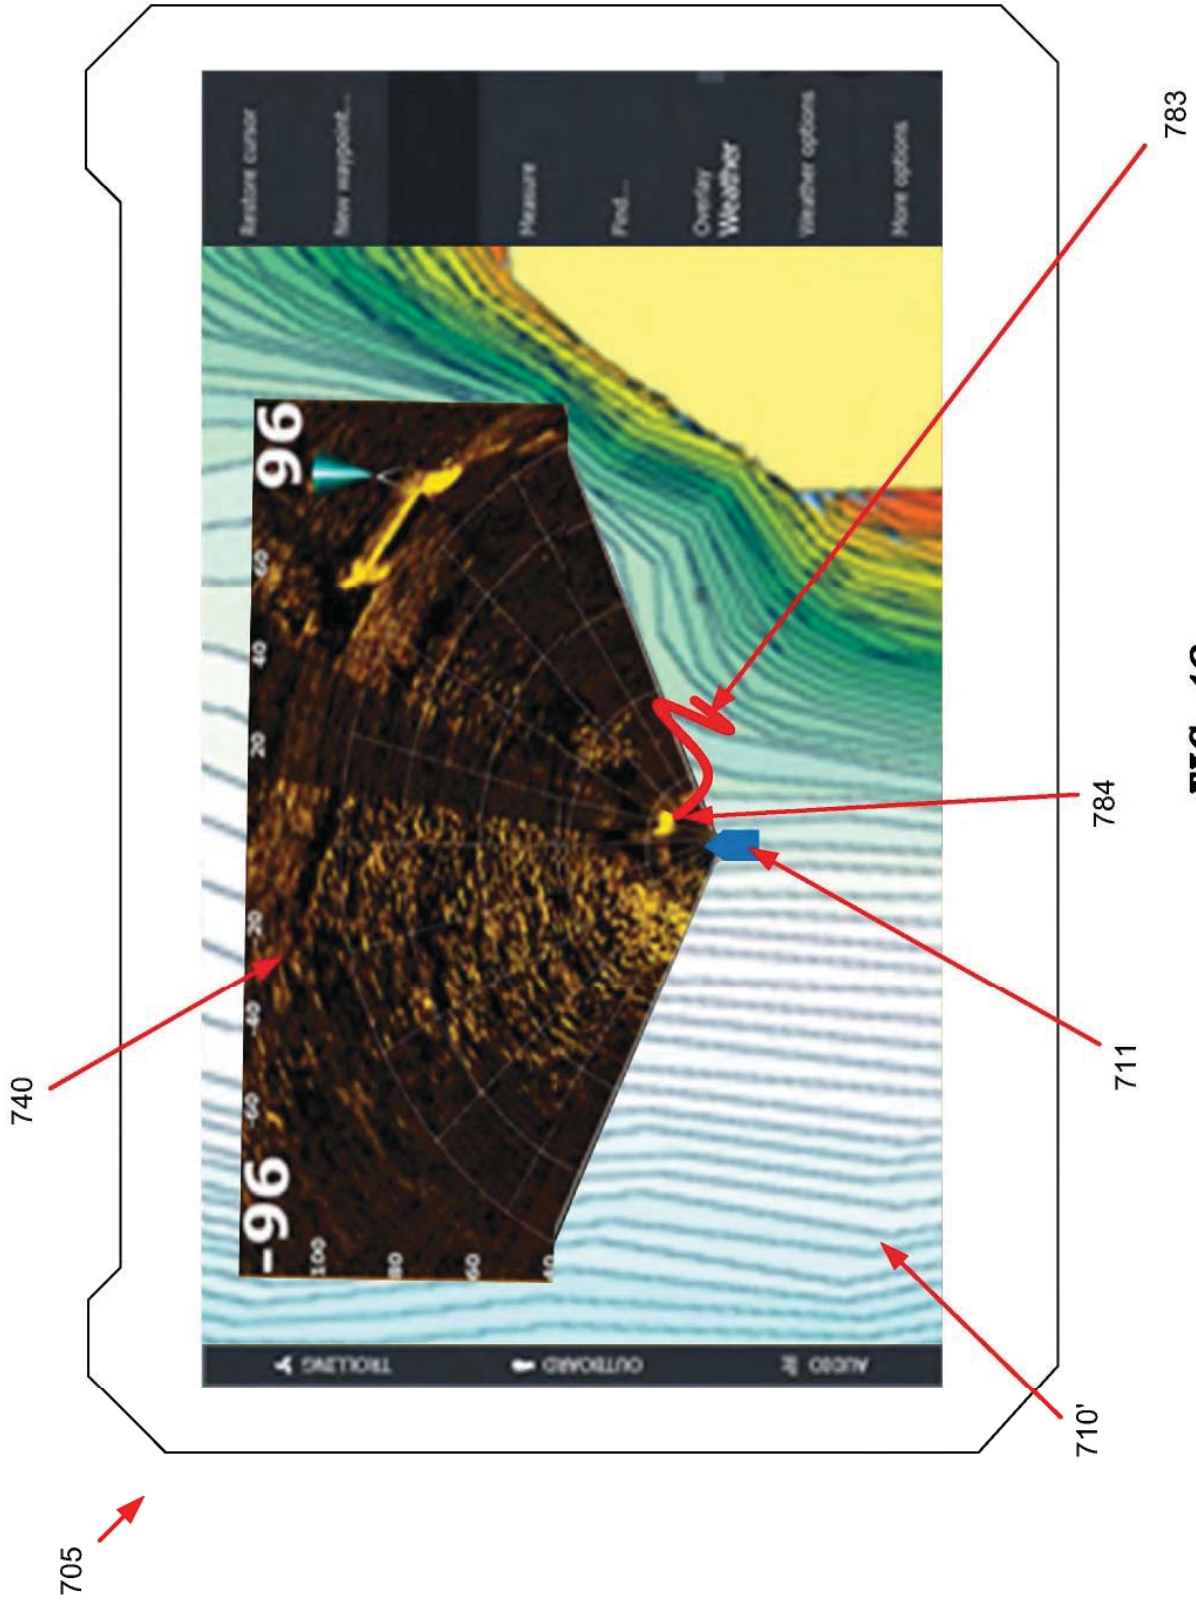 740
705
Restore cursor
-96 -60 -40 -20 20 40 60 96
TROLLING
100
New waypoint...
80
60
Measure
OUTBOARD
40
Find...
Overlay
Weather
Weather options
AUDIO
More options
710'
711
784
783